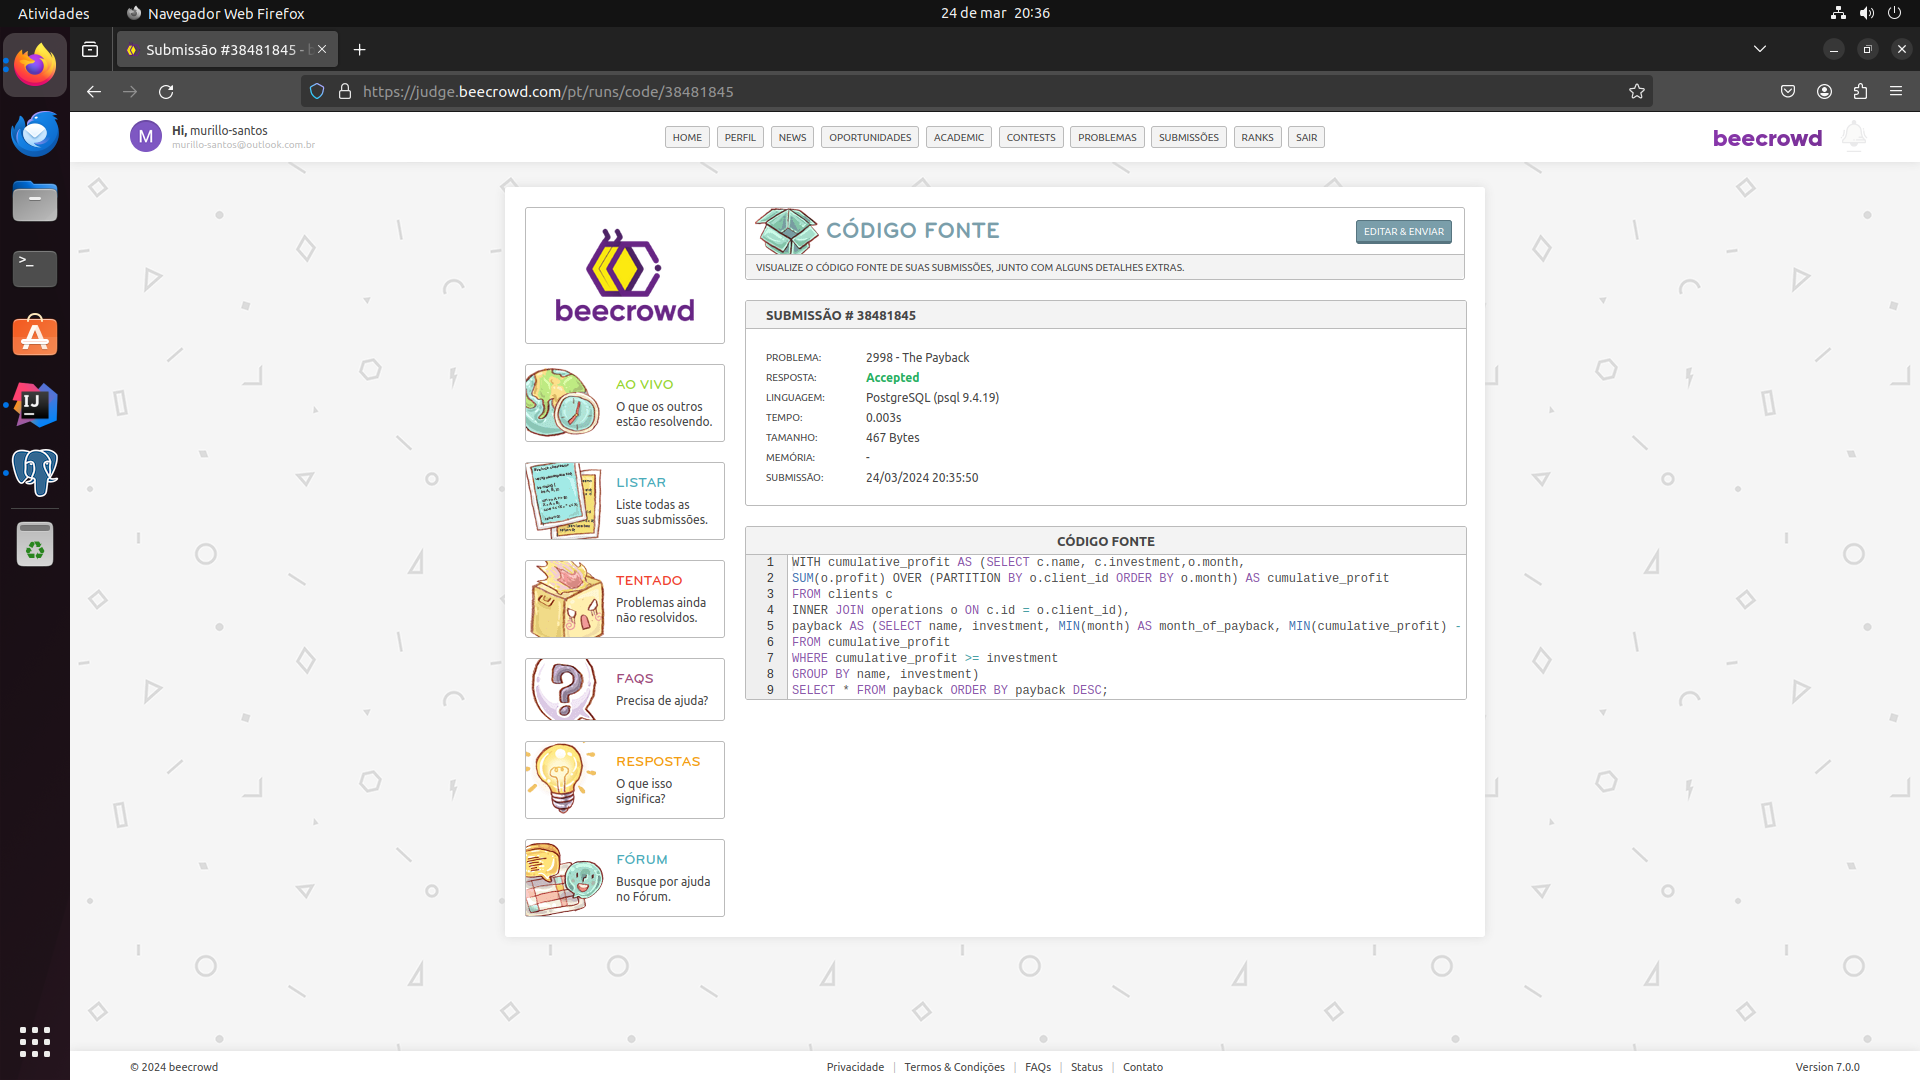 Atividades
Navegador Web Firefox
24 de mar 20:36
Submissão #38481845 - b
https://judge.beecrowd.com/pt/runs/code/38481845
M
Hi, murillo-santos
murillo-santos@outlook.com.br
HOME
PERFIL
NEWS
OPORTUNIDADES
ACADEMIC
CONTESTS
PROBLEMAS
SUBMISSÕES
RANKS
SAIR
beecrowd
beecrowd
AO VIVO
O que os outros
estão resolvendo.
LISTAR
Liste todas as
suas submissões.
TENTADO
Problemas ainda
não resolvidos.
FAQS
Precisa de ajuda?
RESPOSTAS
O que isso
significa?
FÓRUM
Busque por ajuda
no Fórum.
CÓDIGO FONTE
EDITAR & ENVIAR
VISUALIZE O CÓDIGO FONTE DE SUAS SUBMISSÕES, JUNTO COM ALGUNS DETALHES EXTRAS.
SUBMISSÃO # 38481845
PROBLEMA: 2998 - The Payback
RESPOSTA: Accepted
LINGUAGEM: PostgreSQL (psql 9.4.19)
TEMPO: 0.003s
TAMANHO: 467 Bytes
MEMÓRIA: -
SUBMISSÃO: 24/03/2024 20:35:50
CÓDIGO FONTE
1 WITH cumulative_profit AS (SELECT c.name, c.investment,o.month,
2 SUM(o.profit) OVER (PARTITION BY o.client_id ORDER BY o.month) AS cumulative_profit
3 FROM clients c
4 INNER JOIN operations o ON c.id = o.client_id),
5 payback AS (SELECT name, investment, MIN(month) AS month_of_payback, MIN(cumulative_profit) -
6 FROM cumulative_profit
7 WHERE cumulative_profit >= investment
8 GROUP BY name, investment)
9 SELECT * FROM payback ORDER BY payback DESC;
© 2024 beecrowd
Privacidade | Termos & Condições | FAQs | Status | Contato
Version 7.0.0